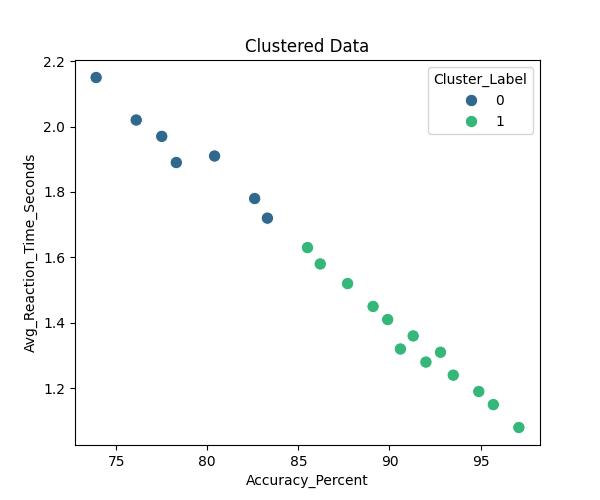 Clustered Data
Cluster_Label
0
1
2.2
2.0
1.8
1.6
1.4
1.2
Avg_Reaction_Time_Seconds
75 80 85 90 95
Accuracy_Percent